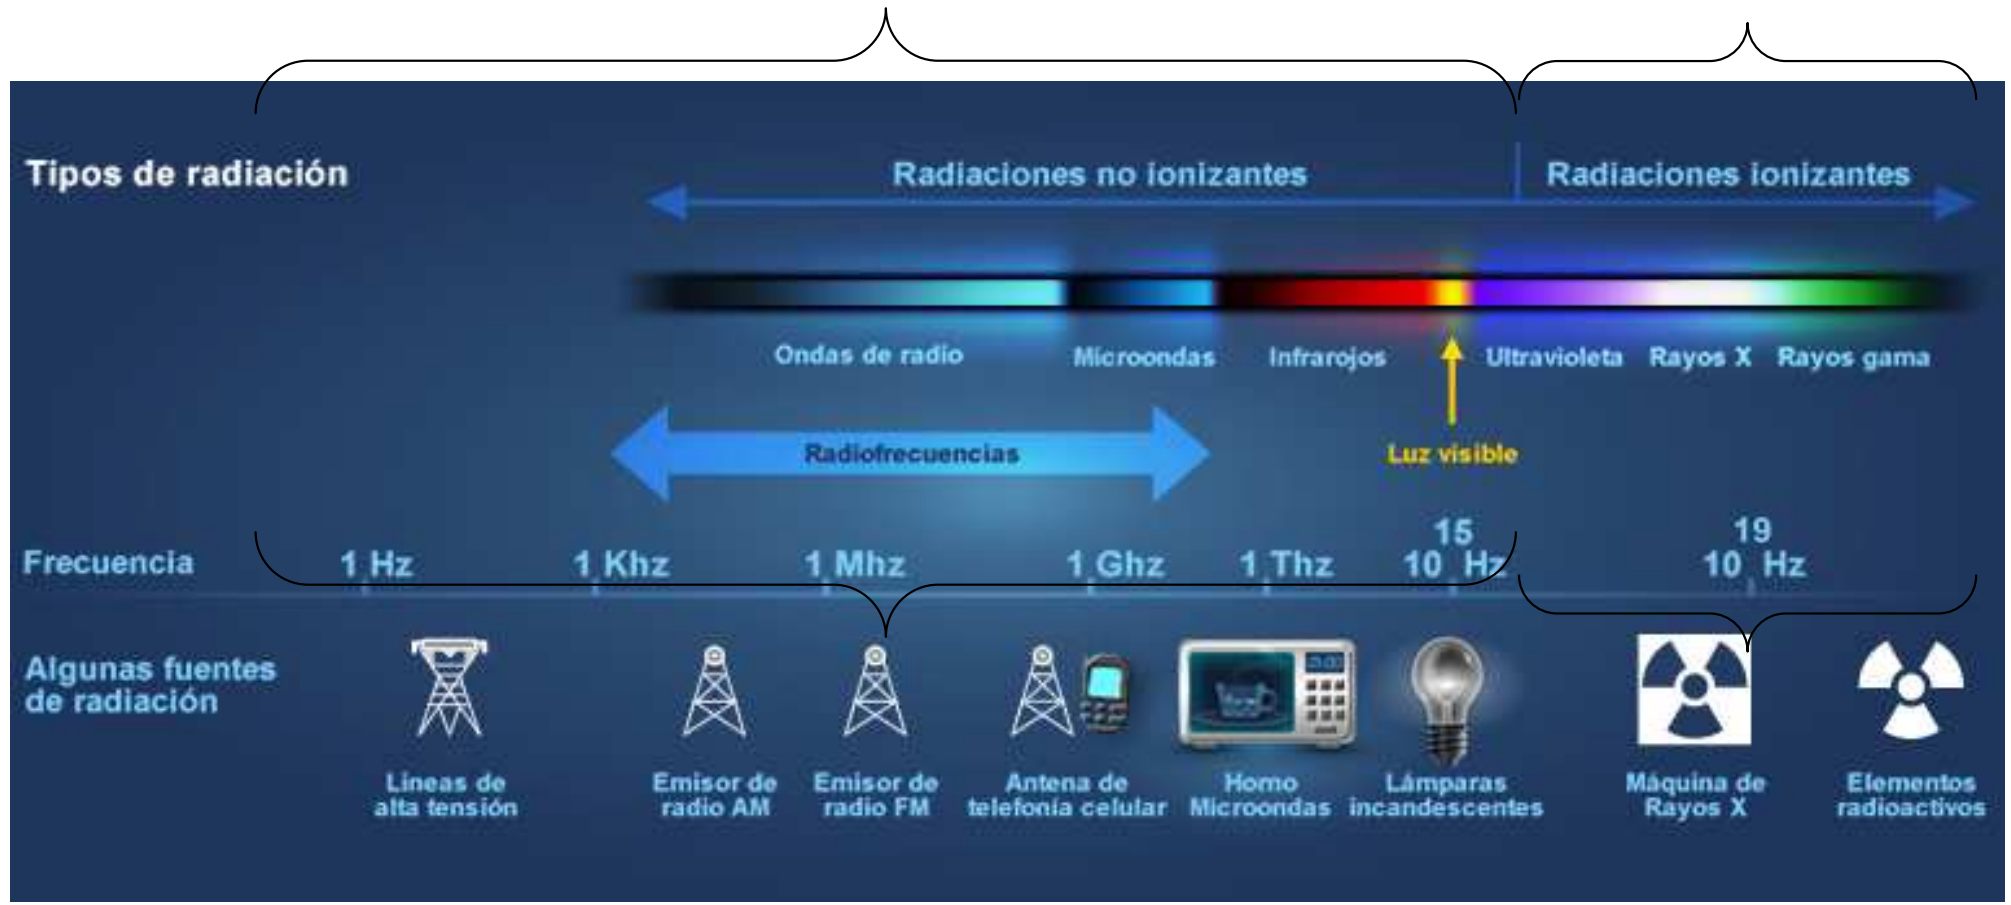 Tipos de radiación
Radiaciones no ionizantes
Radiaciones ionizantes
Ondas de radio
Microondas
Infrarojos
Ultravioleta
Rayos X
Rayos gama
Radiofrecuencias
Luz visible
Frecuencia
1 Hz
1 Khz
1 Mhz
1 Ghz
1 Thz
15
10 Hz
19
10 Hz
Algunas fuentes
de radiación
Lineas de
alta tensión
Emisor de
radio AM
Emisor de
radio FM
Antena de
telefonía celular
Horno
Microondas
Lámparas
incandescentes
Máquina de
Rayos X
Elementos
radioactivos